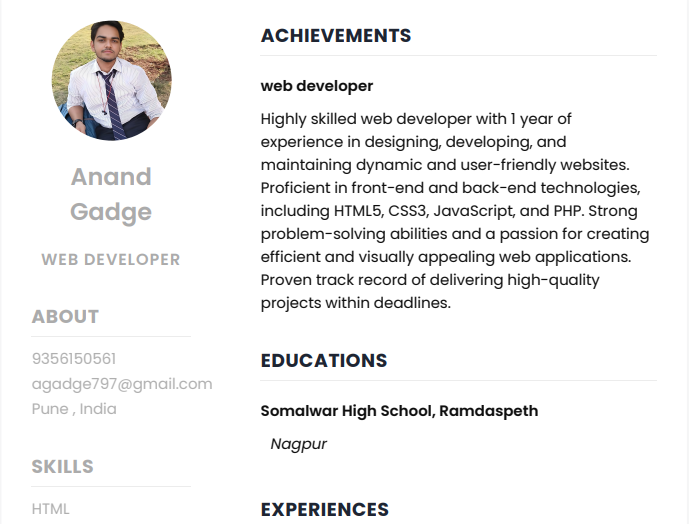 Anand
Gadge
WEB DEVELOPER
ABOUT
9356150561
agadge797@gmail.com
Pune , India
SKILLS
HTML
ACHIEVEMENTS
web developer
Highly skilled web developer with 1 year of
experience in designing, developing, and
maintaining dynamic and user-friendly websites.
Proficient in front-end and back-end technologies,
including HTML5, CSS3, JavaScript, and PHP. Strong
problem-solving abilities and a passion for creating
efficient and visually appealing web applications.
Proven track record of delivering high-quality
projects within deadlines.
EDUCATIONS
Somalwar High School, Ramdaspeth
Nagpur
EXPERIENCES